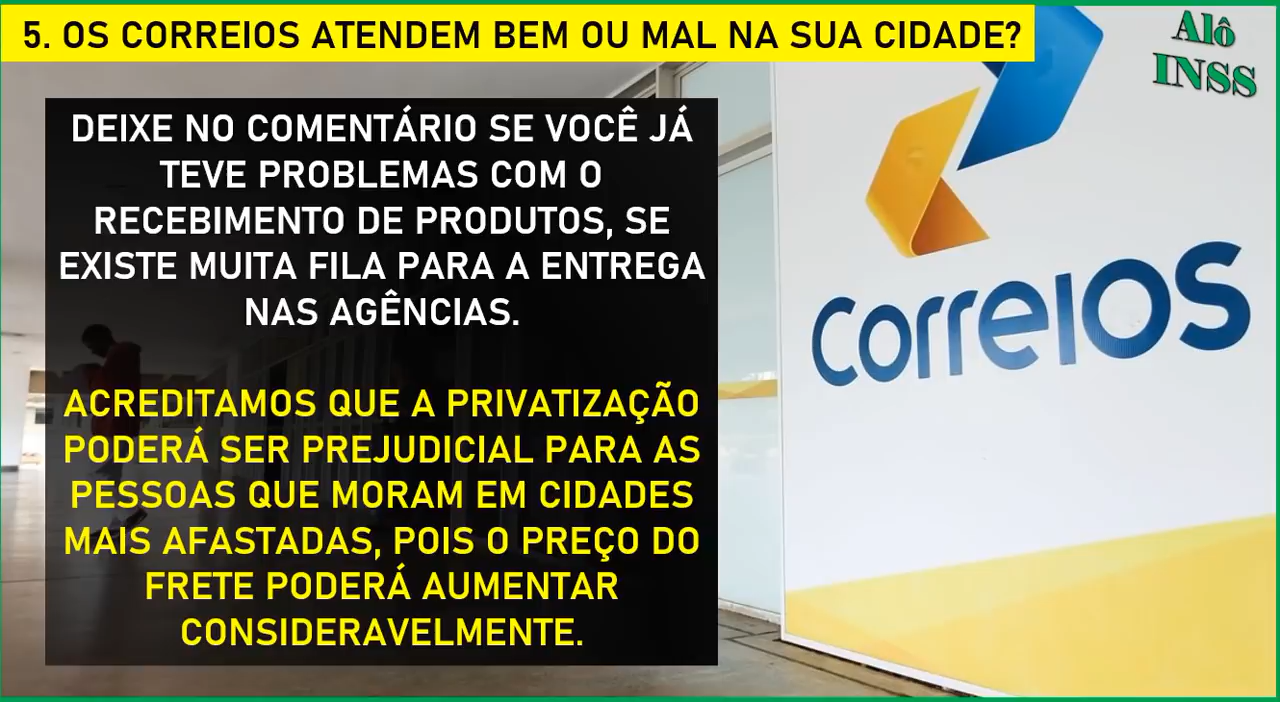 5. OS CORREIOS ATENDEM BEM OU MAL NA SUA CIDADE?
Alô
INSS
DEIXE NO COMENTÁRIO SE VOCÊ JÁ
TEVE PROBLEMAS COM O
RECEBIMENTO DE PRODUTOS, SE
EXISTE MUITA FILA PARA A ENTREGA
NAS AGÊNCIAS.
ACREDITAMOS QUE A PRIVATIZAÇÃO
PODERÁ SER PREJUDICIAL PARA AS
PESSOAS QUE MORAM EM CIDADES
MAIS AFASTADAS, POIS O PREÇO DO
FRETE PODERÁ AUMENTAR
CONSIDERAVELMENTE.
Correios